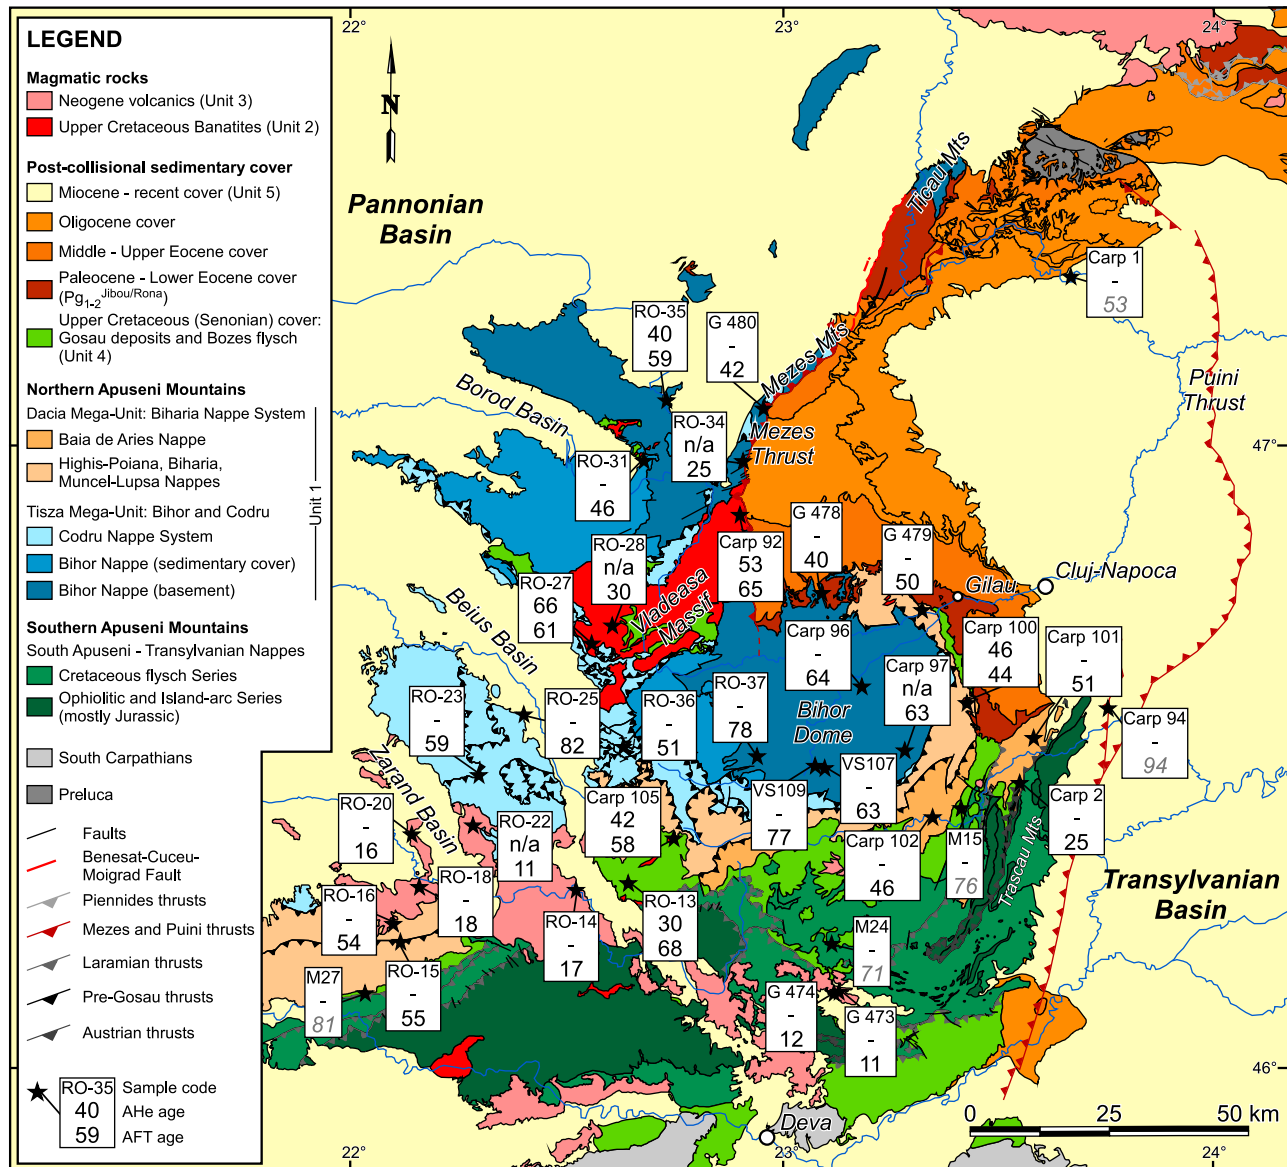 LEGEND
Magmatic rocks
Neogene volcanics (Unit 3)
Upper Cretaceous Banatites (Unit 2)
Post-collisional sedimentary cover
Miocene - recent cover (Unit 5)
Oligocene cover
Middle - Upper Eocene cover
Paleocene - Lower Eocene cover
(Pg1-2 Jibou/Rona)
Upper Cretaceous (Senonian) cover:
Gosau deposits and Bozes flysch
(Unit 4)
Northern Apuseni Mountains
Dacia Mega-Unit: Biharia Nappe System
Baia de Aries Nappe
Highis-Poiana, Biharia,
Muncel-Lupsa Nappes
Unit 1
Tisza Mega-Unit: Bihor and Codru
Codru Nappe System
Bihor Nappe (sedimentary cover)
Bihor Nappe (basement)
Southern Apuseni Mountains
South Apuseni - Transylvanian Nappes
Cretaceous flysch Series
Ophiolitic and Island-arc Series
(mostly Jurassic)
South Carpathians
Preluca
Faults
Benesat-Cuceu-
Moigrad Fault
Piennides thrusts
Mezes and Puini thrusts
Laramian thrusts
Pre-Gosau thrusts
Austrian thrusts
RO-35
40
59
Sample code
AHe age
AFT age
22°
23°
24°
N
Pannonian
Basin
Ticau Mts
Carp 1
-
53
RO-35
40
59
G 480
-
42
Mezes Mts
Puini
Thrust
Borod Basin
RO-34
n/a
25
Mezes
Thrust
47°
RO-31
-
46
RO-28
n/a
30
Carp 92
53
65
G 478
-
40
G 479
-
50
Gilau
Cluj-Napoca
RO-27
66
61
Vladeasa
Massif
Beius Basin
Carp 96
-
64
Carp 97
n/a
63
Carp 100
46
44
Carp 101
-
51
RO-23
-
59
RO-25
-
82
RO-36
-
51
RO-37
-
78
Bihor
Dome
Carp 94
-
94
Zarand Basin
RO-20
-
16
RO-22
n/a
11
Carp 105
42
58
VS109
-
77
VS107
-
63
Carp 102
-
46
M15
-
76
Trascau Mts
Carp 2
-
25
Transylvanian
Basin
RO-16
-
54
RO-18
-
18
RO-14
-
17
RO-13
30
68
M24
-
71
M27
-
81
RO-15
-
55
G 474
-
12
G 473
-
11
46°
Deva
0 25 50 km
22°
23°
24°